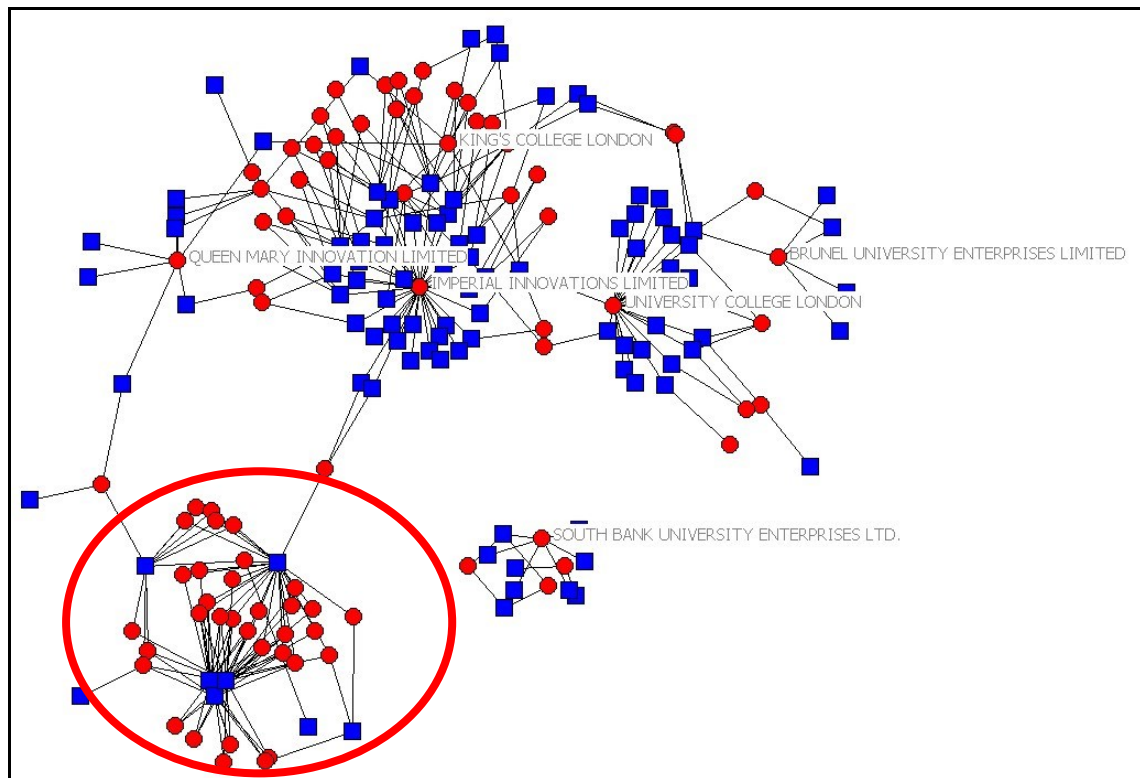 KING'S COLLEGE LONDON
QUEEN MARY INNOVATION LIMITED
BRUNEL UNIVERSITY ENTERPRISES LIMITED
IMPERIAL INNOVATIONS LIMITED
UNIVERSITY COLLEGE LONDON
SOUTH BANK UNIVERSITY ENTERPRISES LTD.